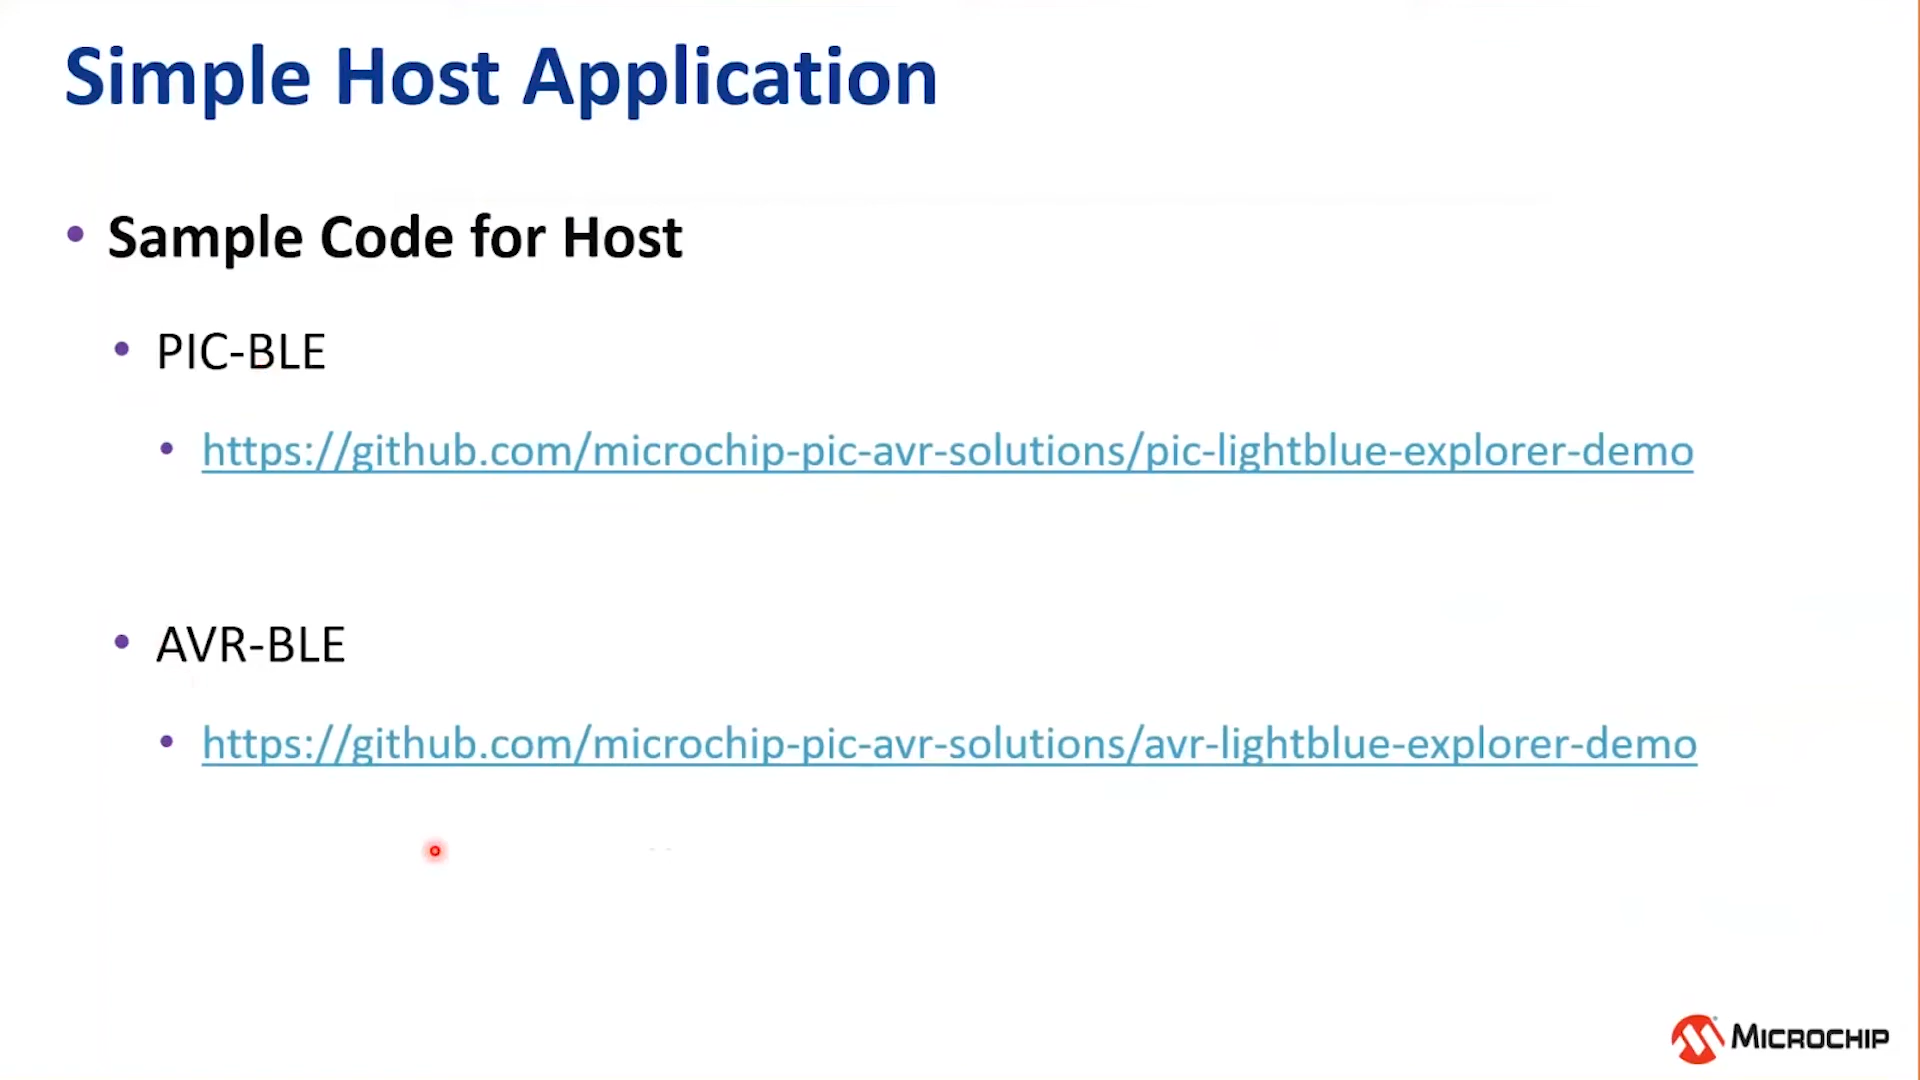 Simple Host Application
• Sample Code for Host
• PIC-BLE
• https://github.com/microchip-pic-avr-solutions/pic-lightblue-explorer-demo
• AVR-BLE
• https://github.com/microchip-pic-avr-solutions/avr-lightblue-explorer-demo
MICROCHIP